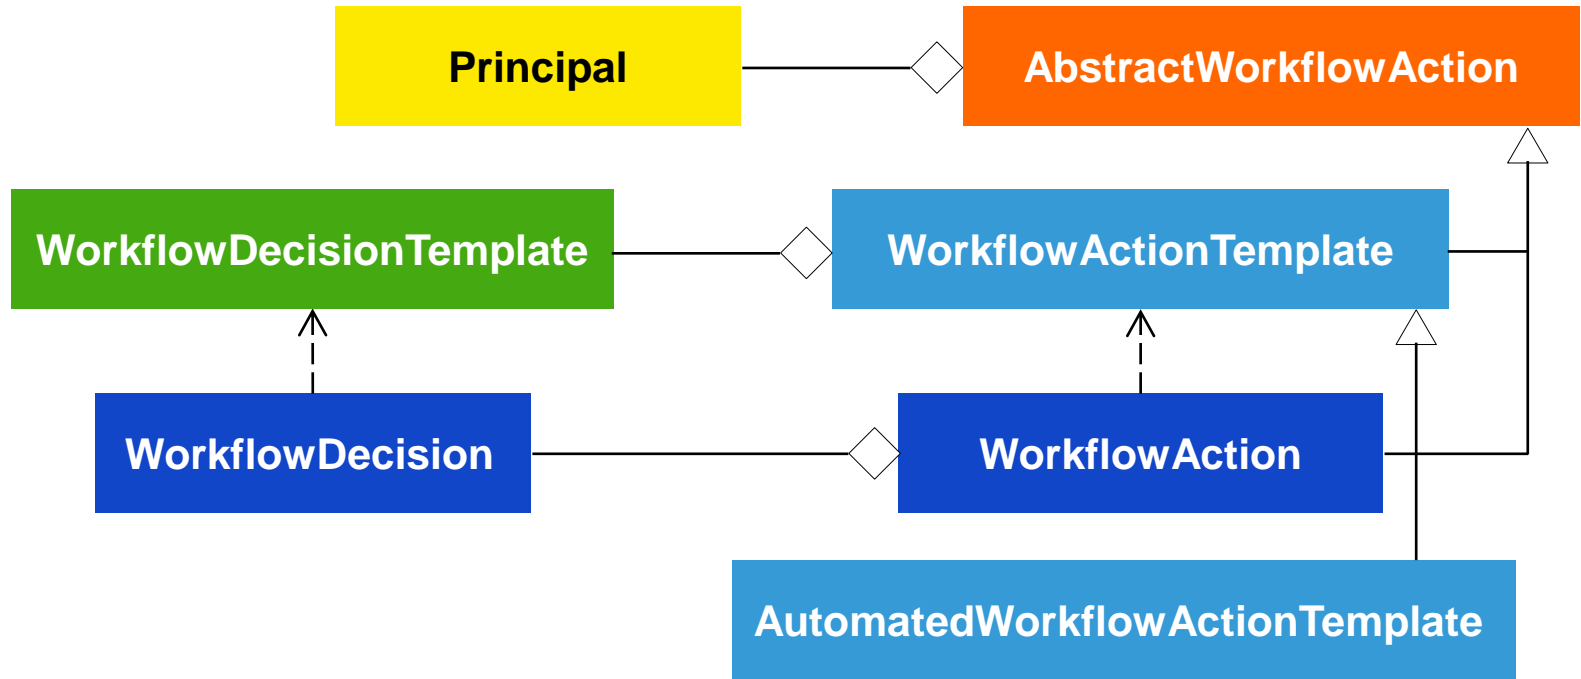 Principal
AbstractWorkflowAction
WorkflowDecisionTemplate
WorkflowActionTemplate
WorkflowDecision
WorkflowAction
AutomatedWorkflowActionTemplate